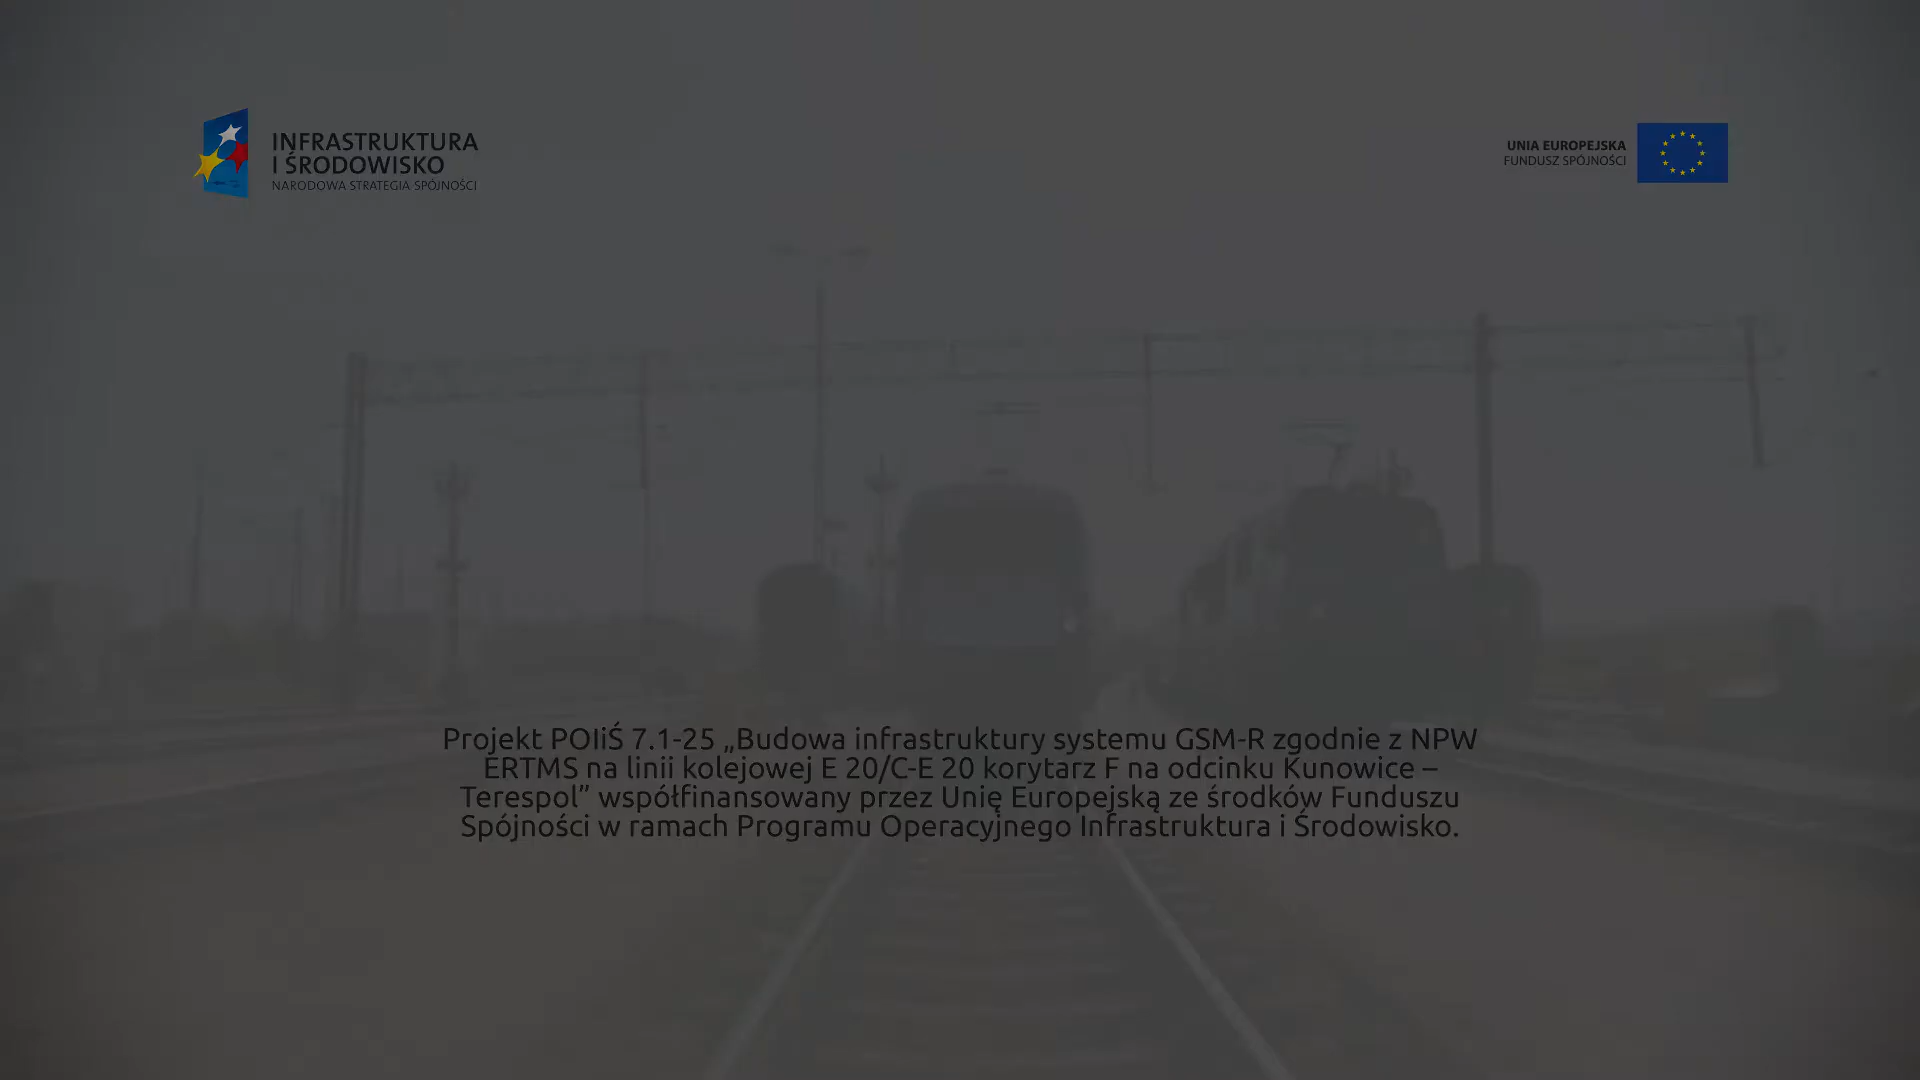 INFRASTRUKTURA
I ŚRODOWISKO
NARODOWA STRATEGIA SPÓJNOŚCI
UNIA EUROPEJSKA
FUNDUSZ SPÓJNOŚCI
Projekt POIiŚ 7.1-25 „Budowa infrastruktury systemu GSM-R zgodnie z NPW
ERTMS na linii kolejowej E 20/C-E 20 korytarz F na odcinku Kunowice –
Terespol” współfinansowany przez Unię Europejską ze środków Funduszu
Spójności w ramach Programu Operacyjnego Infrastruktura i Środowisko.